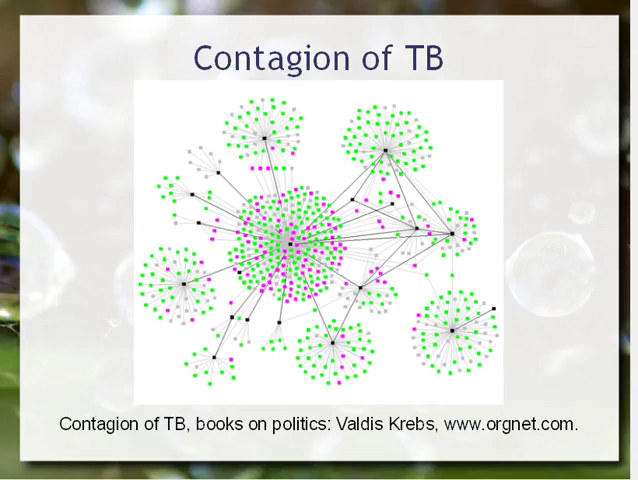 Contagion of TB
Contagion of TB, books on politics: Valdis Krebs, www.orgnet.com.